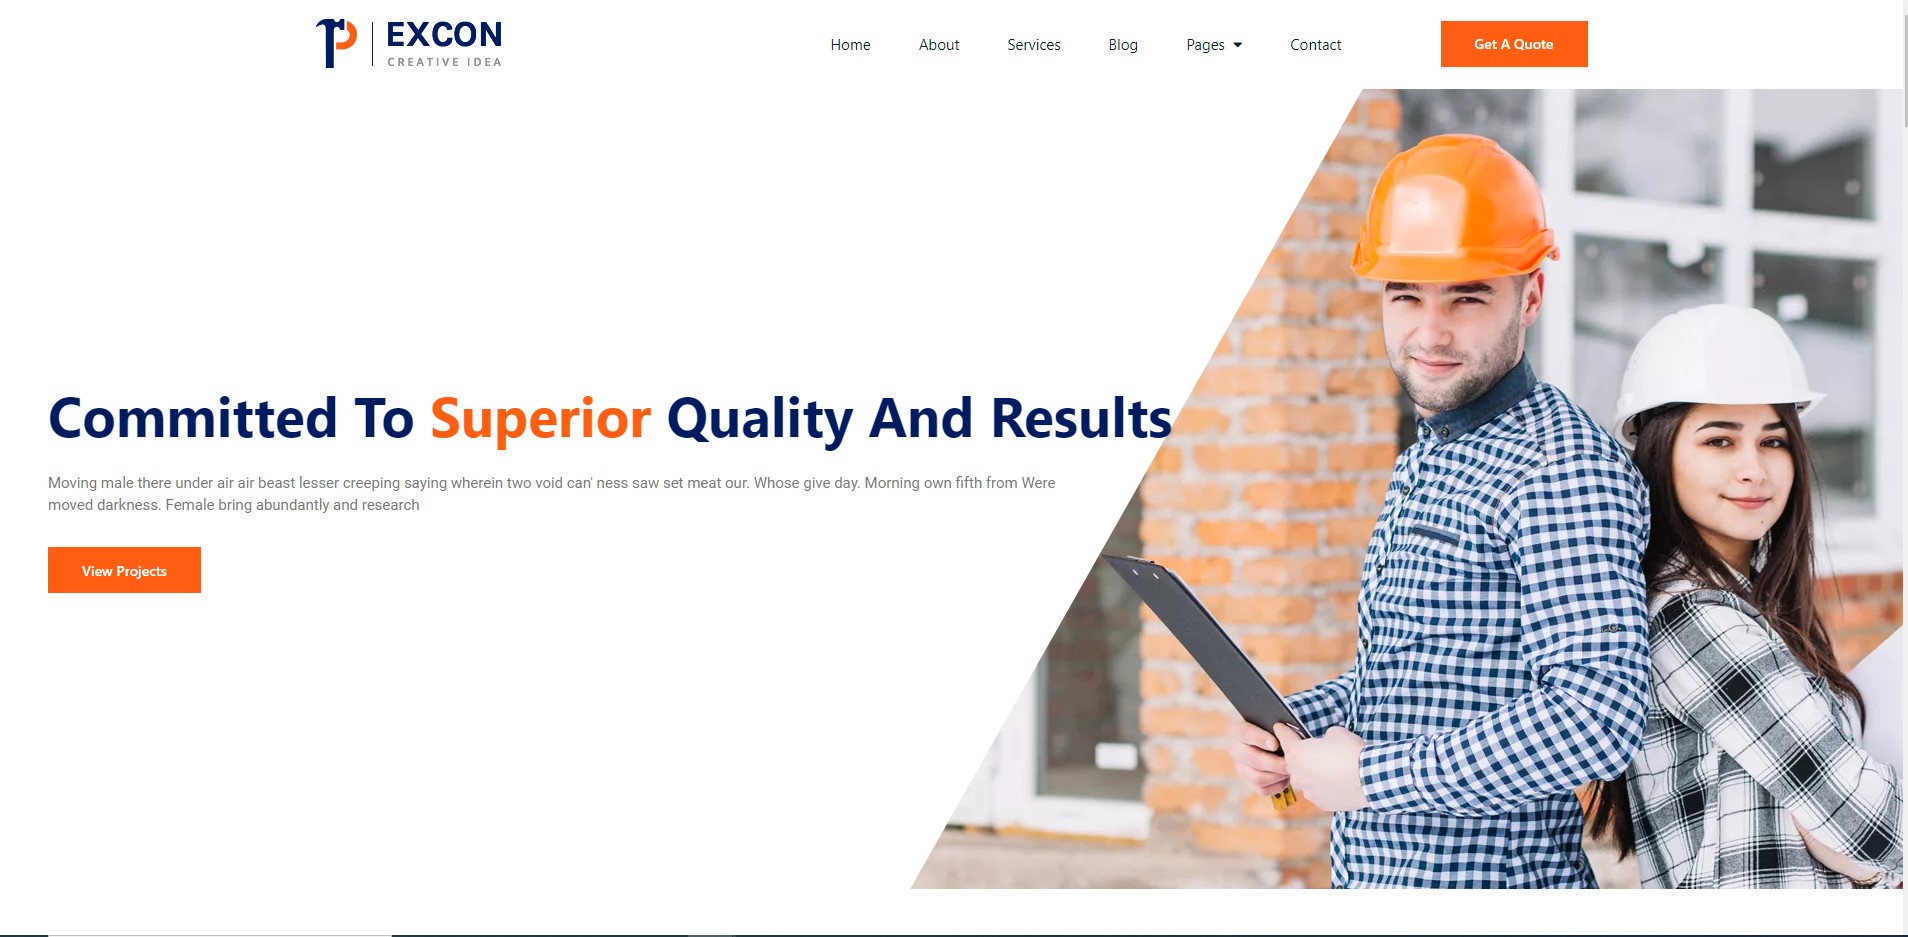 EXCON
CREATIVE IDEA
Home About Services Blog Pages Contact
Get A Quote
Committed To Superior Quality And Results
Moving male there under air air beast lesser creeping saying wherein two void can' ness saw set meat our. Whose give day. Morning own fifth from Were
moved darkness. Female bring abundantly and research
View Projects